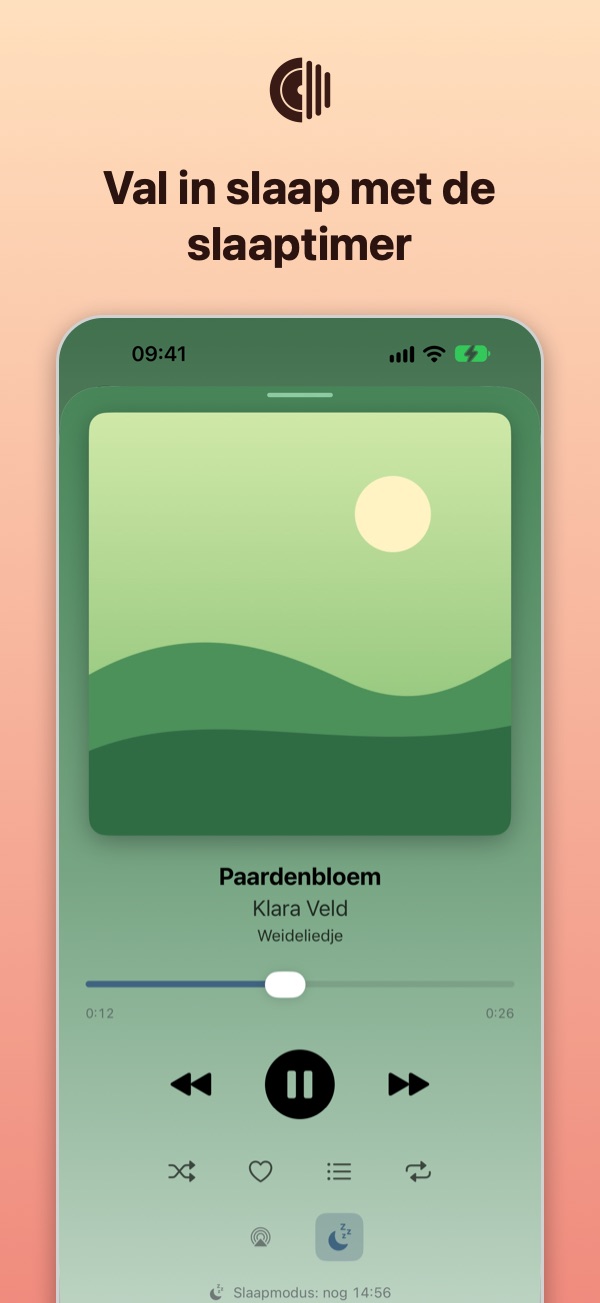 Val in slaap met de
slaaptimer
09:41
Paardenbloem
Klara Veld
Weideliedje
0:12 0:26
z z z
Slaapmodus: nog 14:56